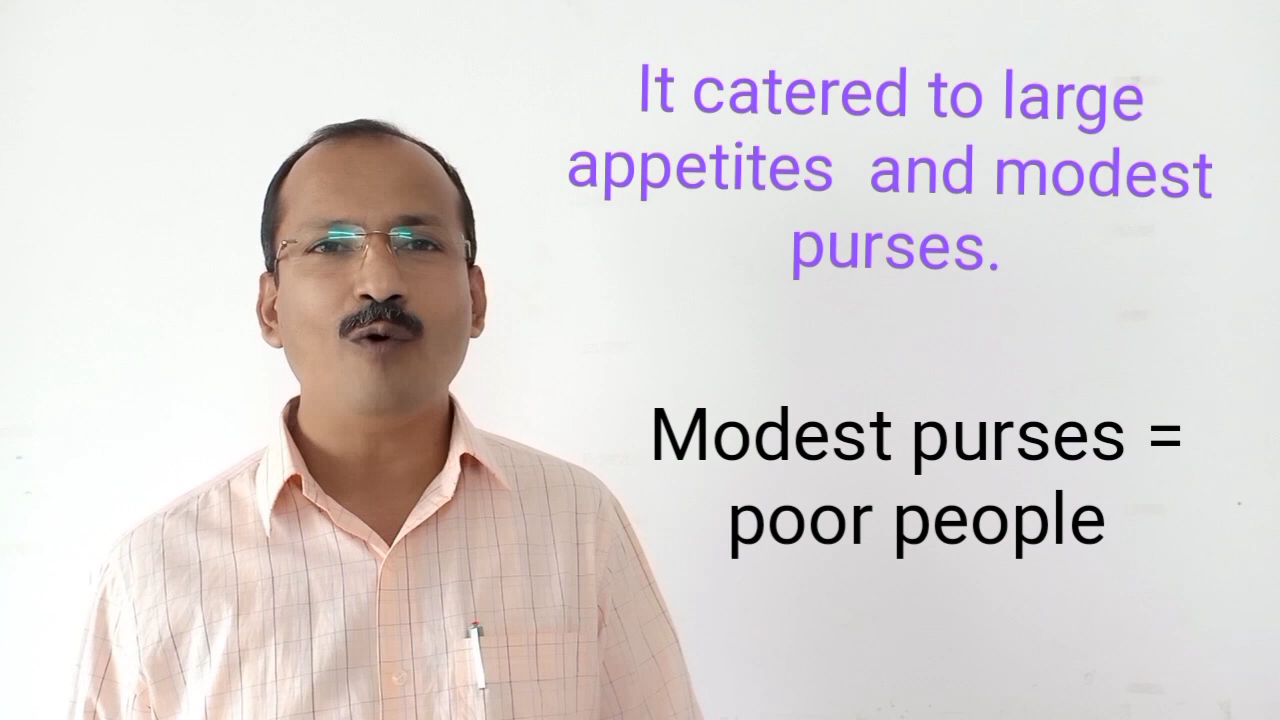 It catered to large
appetites  and modest
purses.
Modest purses =
poor people